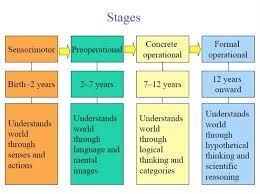 Stages
Sensorimotor
Preoperational
Concrete
operational
Formal
operational
Birth–2 years
2–7 years
7–12 years
12 years
onward
Understands
world
through
senses and
actions
Understands
world
through
language and
mental
images
Understands
world
through
logical
thinking and
categories
Understands
world
through
hypothetical
thinking and
scientific
reasoning